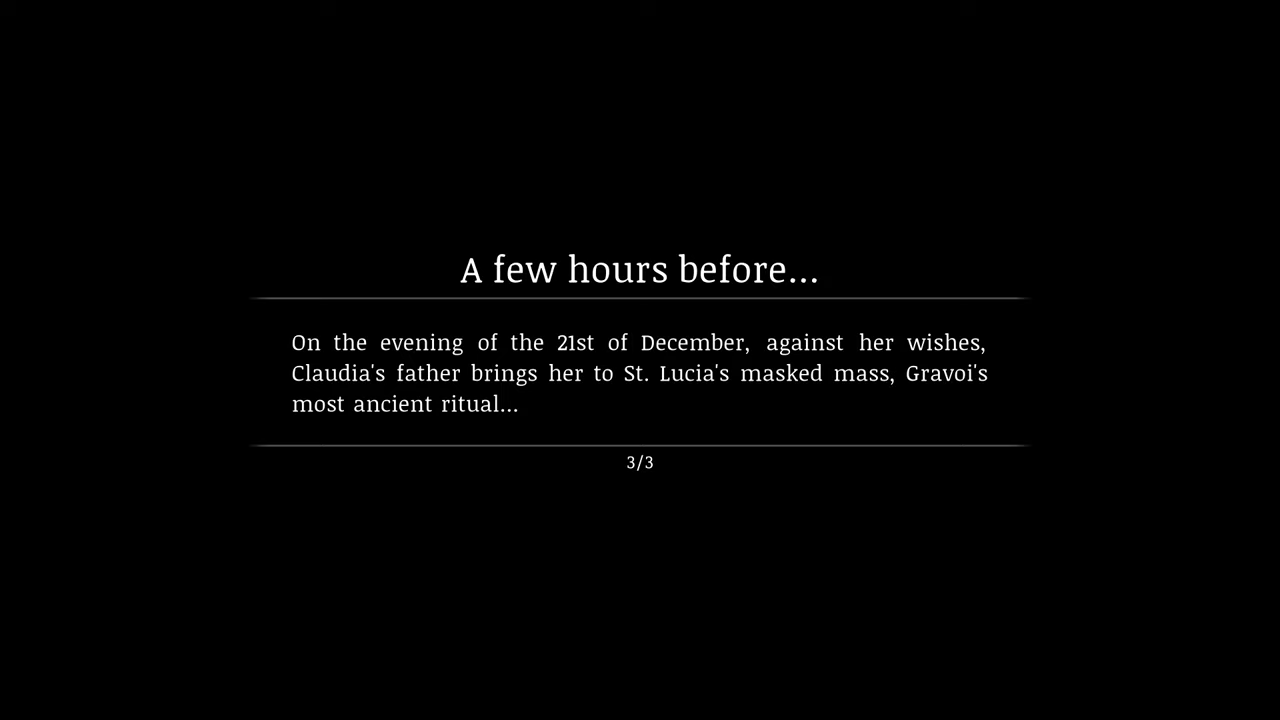 A few hours before...
On the evening of the 21st of December, against her wishes,
Claudia's father brings her to St. Lucia's masked mass, Gravoi's
most ancient ritual...
3/3